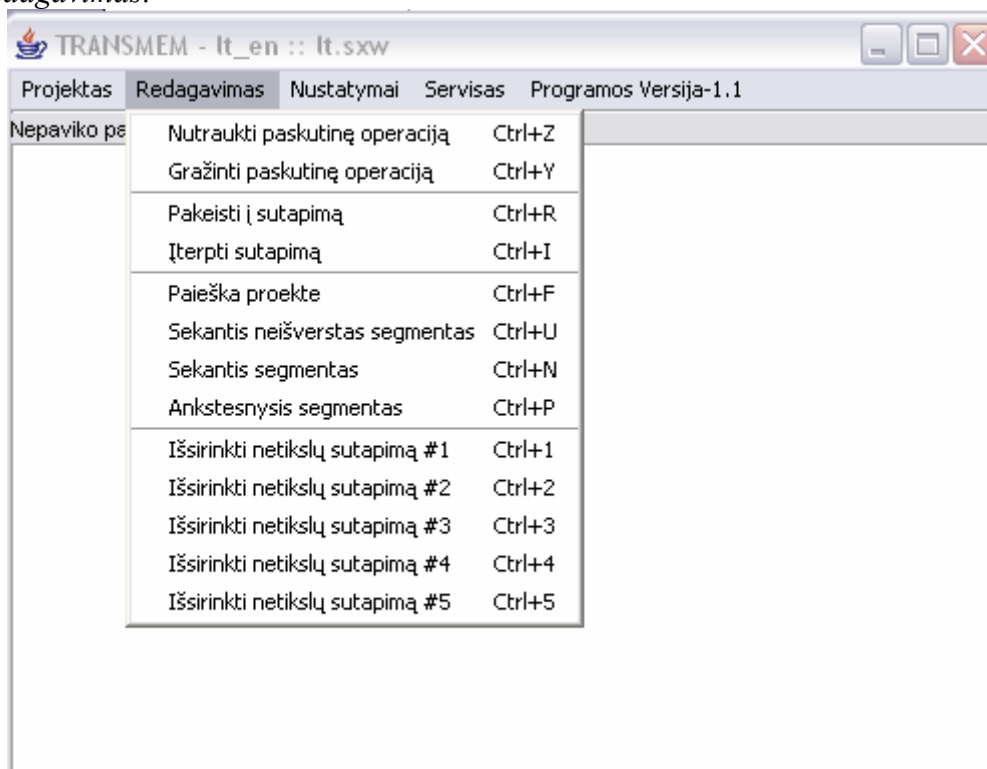 TRANSMEM - lt_en :: lt.sxw
Projektas Redagavimas Nustatymai Servisas Programos Versija-1.1
Nepaviko
Nutraukti paskutinę operaciją Ctrl+Z
Gražinti paskutinę operaciją Ctrl+Y
Pakeisti į sutapimą Ctrl+R
Įterpti sutapimą Ctrl+I
Paieška proekte Ctrl+F
Sekantis neišverstas segmentas Ctrl+U
Sekantis segmentas Ctrl+N
Ankstesnysis segmentas Ctrl+P
Išsirinkti netikslų sutapimą #1 Ctrl+1
Išsirinkti netikslų sutapimą #2 Ctrl+2
Išsirinkti netikslų sutapimą #3 Ctrl+3
Išsirinkti netikslų sutapimą #4 Ctrl+4
Išsirinkti netikslų sutapimą #5 Ctrl+5